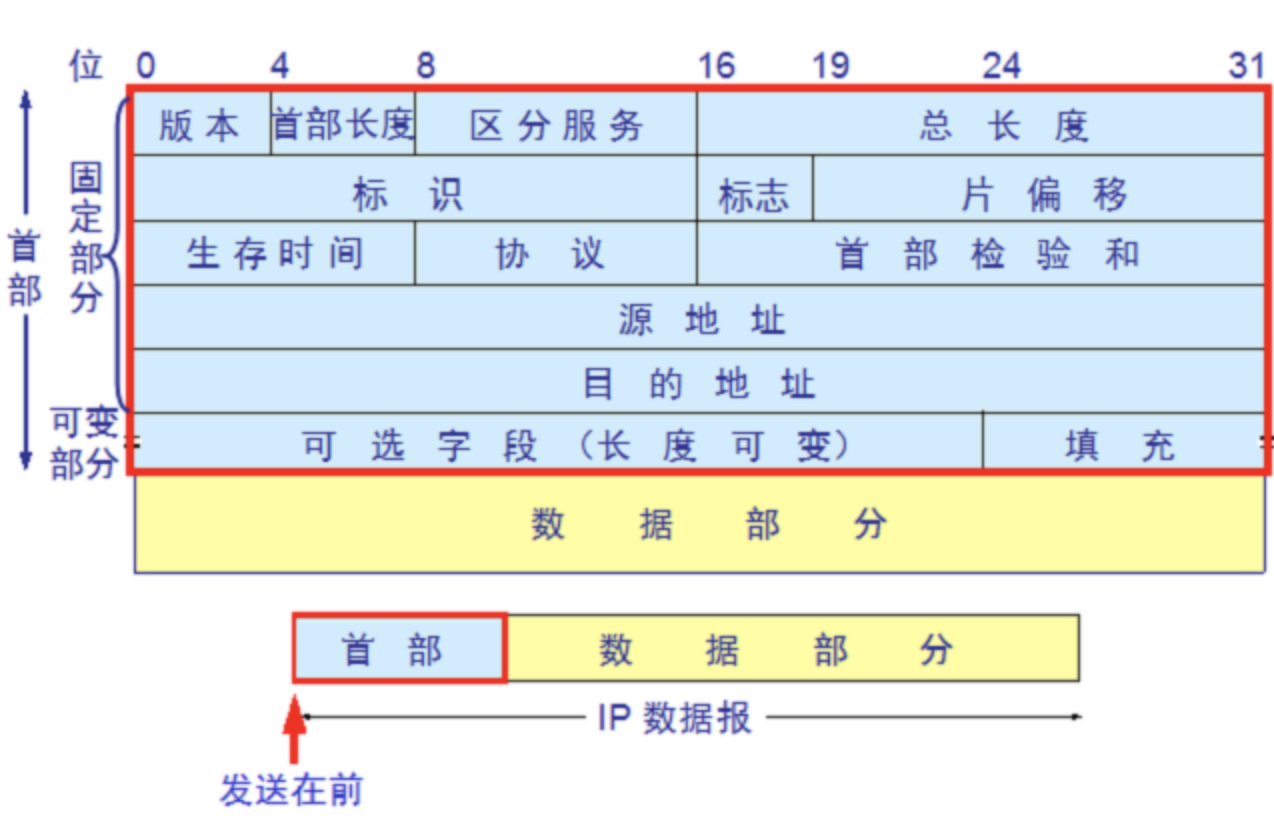 位 0 4 8 16 19 24 31
版本 首部长度 区分服务 总长度
标识 标志 片偏移
生存时间 协议 首部检验和
源地址
目的地址
可选字段（长度可变） 填充
数据部分
首部
固定部分
可变部分
首部 数据部分
IP 数据报
发送在前